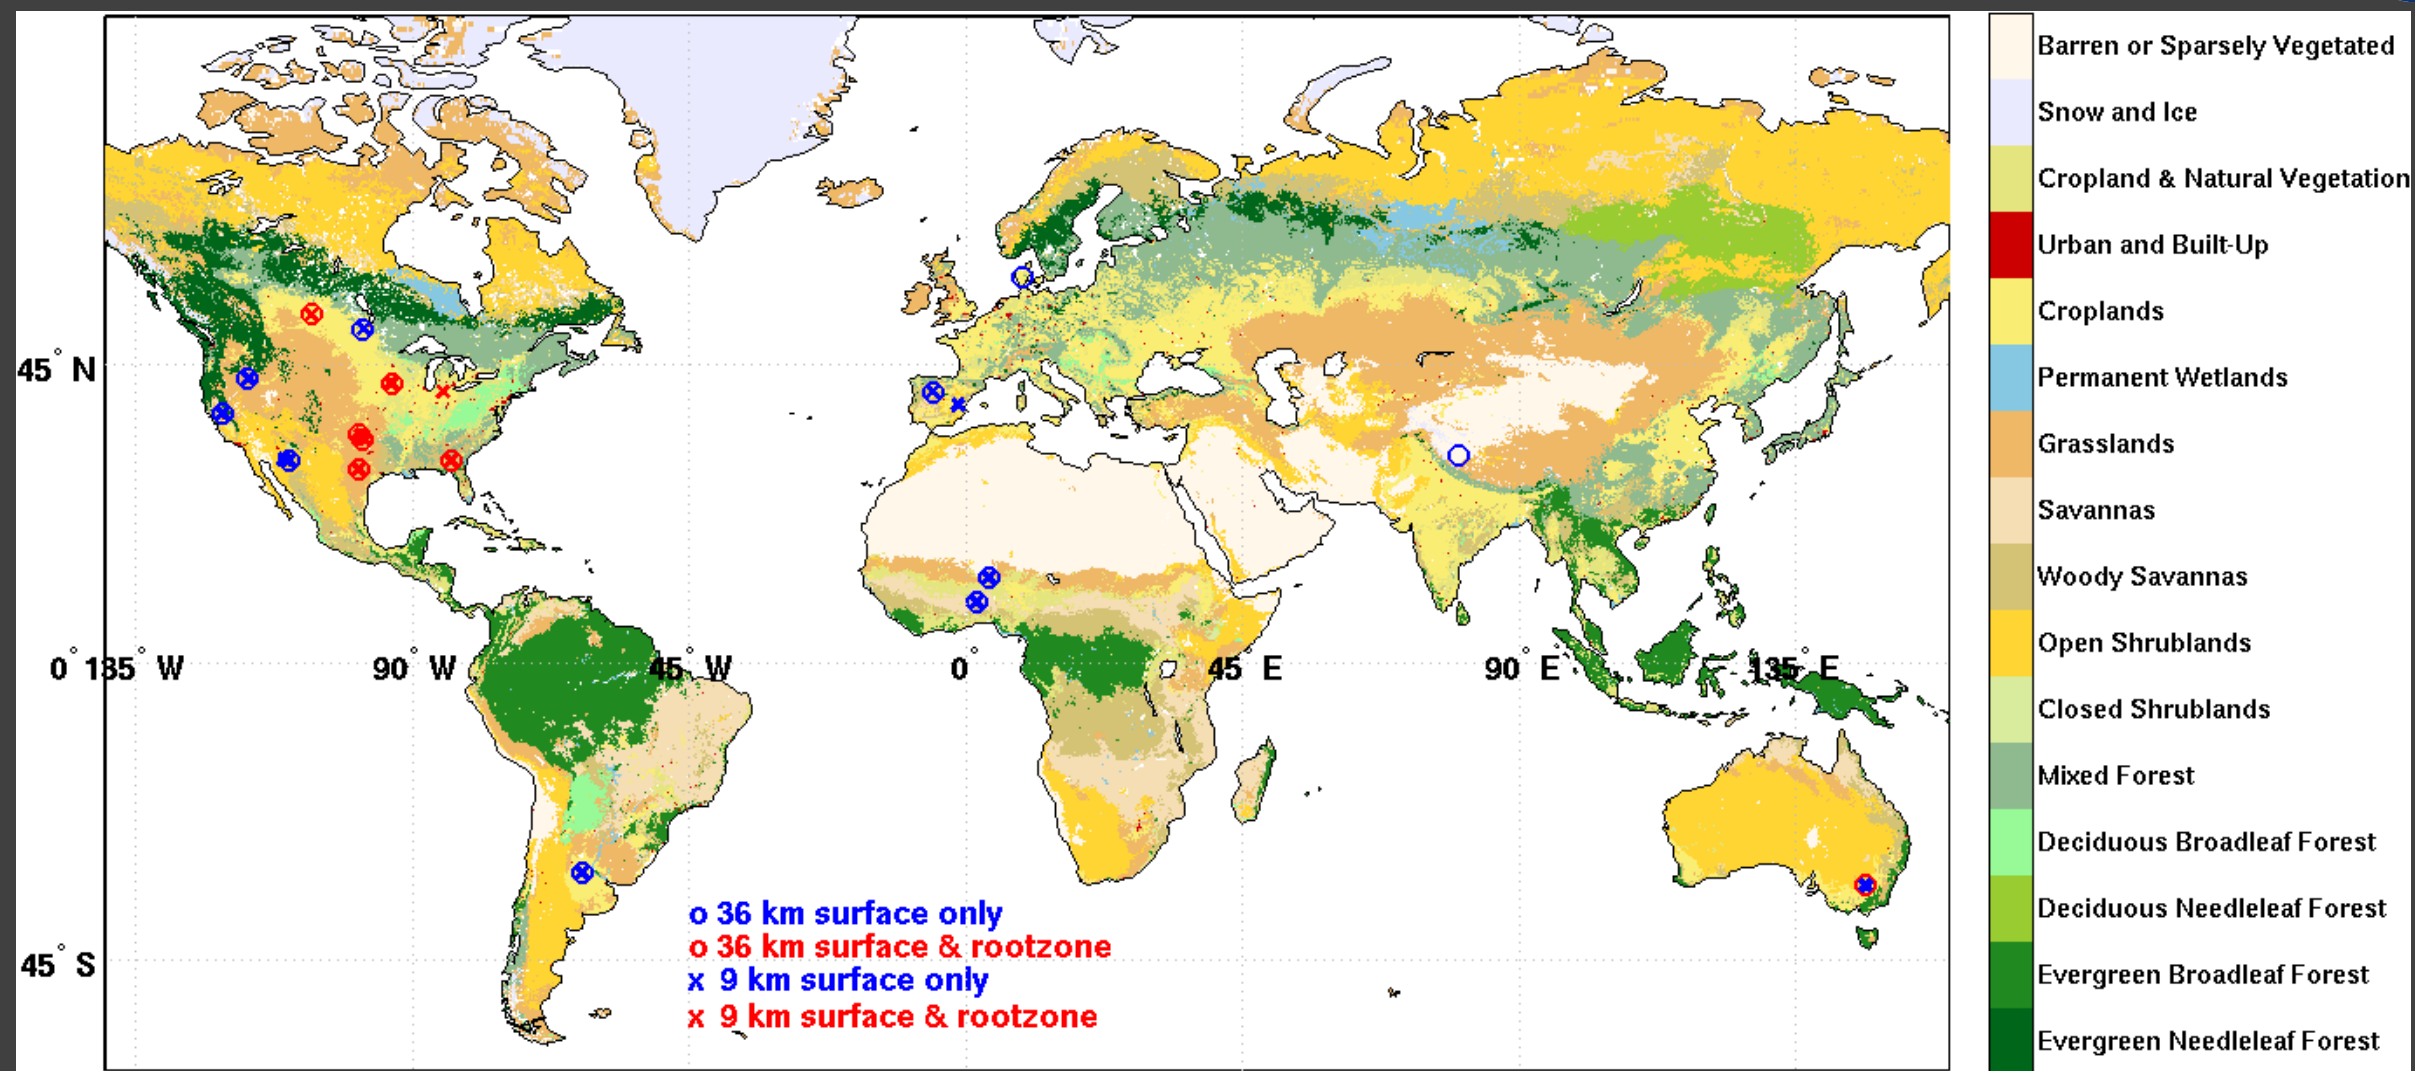 45° N
0° 135° W 90° W 45° W 0° 45° E 90° E 135° E
45° S
o 36 km surface only
o 36 km surface & rootzone
x 9 km surface only
x 9 km surface & rootzone
Barren or Sparsely Vegetated
Snow and Ice
Cropland & Natural Vegetation
Urban and Built-Up
Croplands
Permanent Wetlands
Grasslands
Savannas
Woody Savannas
Open Shrublands
Closed Shrublands
Mixed Forest
Deciduous Broadleaf Forest
Deciduous Needleleaf Forest
Evergreen Broadleaf Forest
Evergreen Needleleaf Forest